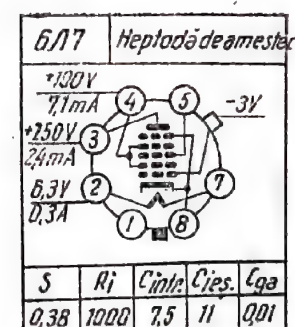 6Л7 Heptodă de amestec
+100V
7,1mA
4 5
-3V
+250V
2,4mA
3
6,3V
0,3A
2 7
1 8
S Ri Cintr. Cieş. Cga
0,38 1000 7,5 11 0,01